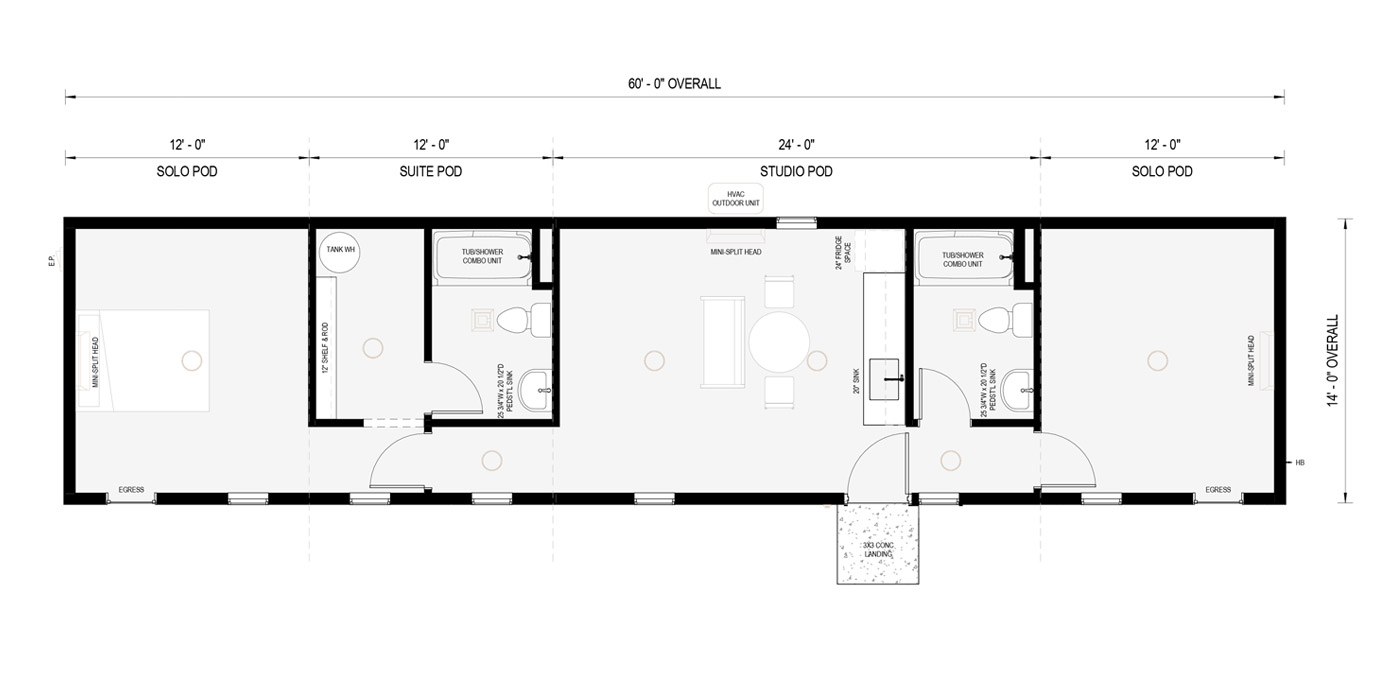 60' - 0" OVERALL
12' - 0"
12' - 0"
24' - 0"
12' - 0"
SOLO POD
SUITE POD
STUDIO POD
SOLO POD
HVAC
OUTDOOR UNIT
E.P.
TANK WH
TUB/SHOWER
COMBO UNIT
MINI-SPLIT HEAD
24" FRIDGE
SPACE
TUB/SHOWER
COMBO UNIT
MINI-SPLIT HEAD
12" SHELF & ROD
25 3/4"W x 20 1/2"D
PEDST'L SINK
20" SINK
25 3/4"W x 20 1/2"D
PEDST'L SINK
MINI-SPLIT HEAD
14' - 0" OVERALL
HB
EGRESS
EGRESS
3X3 CONC
LANDING